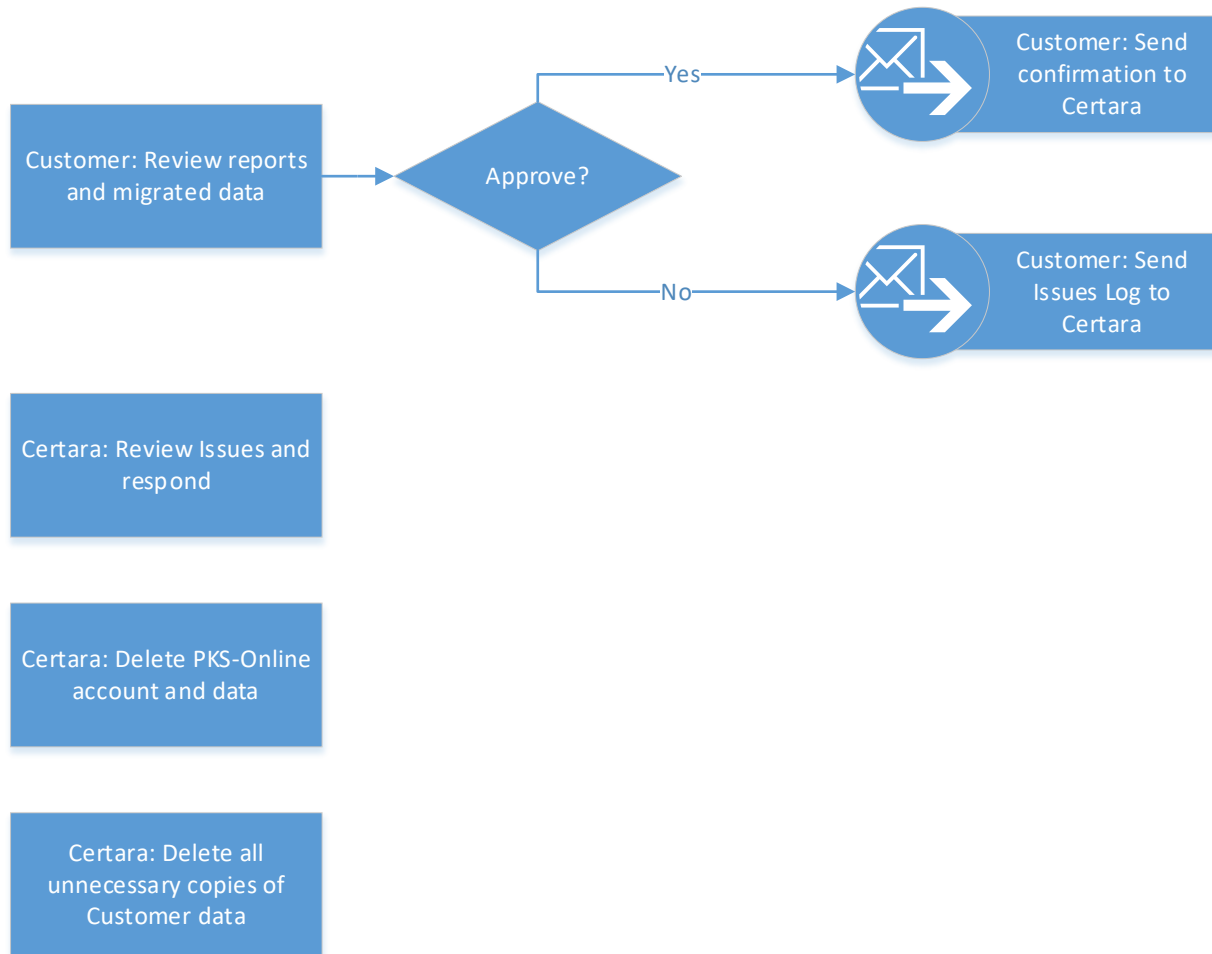 Customer: Review reports
and migrated data
Approve?
Yes
Customer: Send
confirmation to
Certara
No
Customer: Send
Issues Log to
Certara
Certara: Review Issues and
respond
Certara: Delete PKS-Online
account and data
Certara: Delete all
unnecessary copies of
Customer data